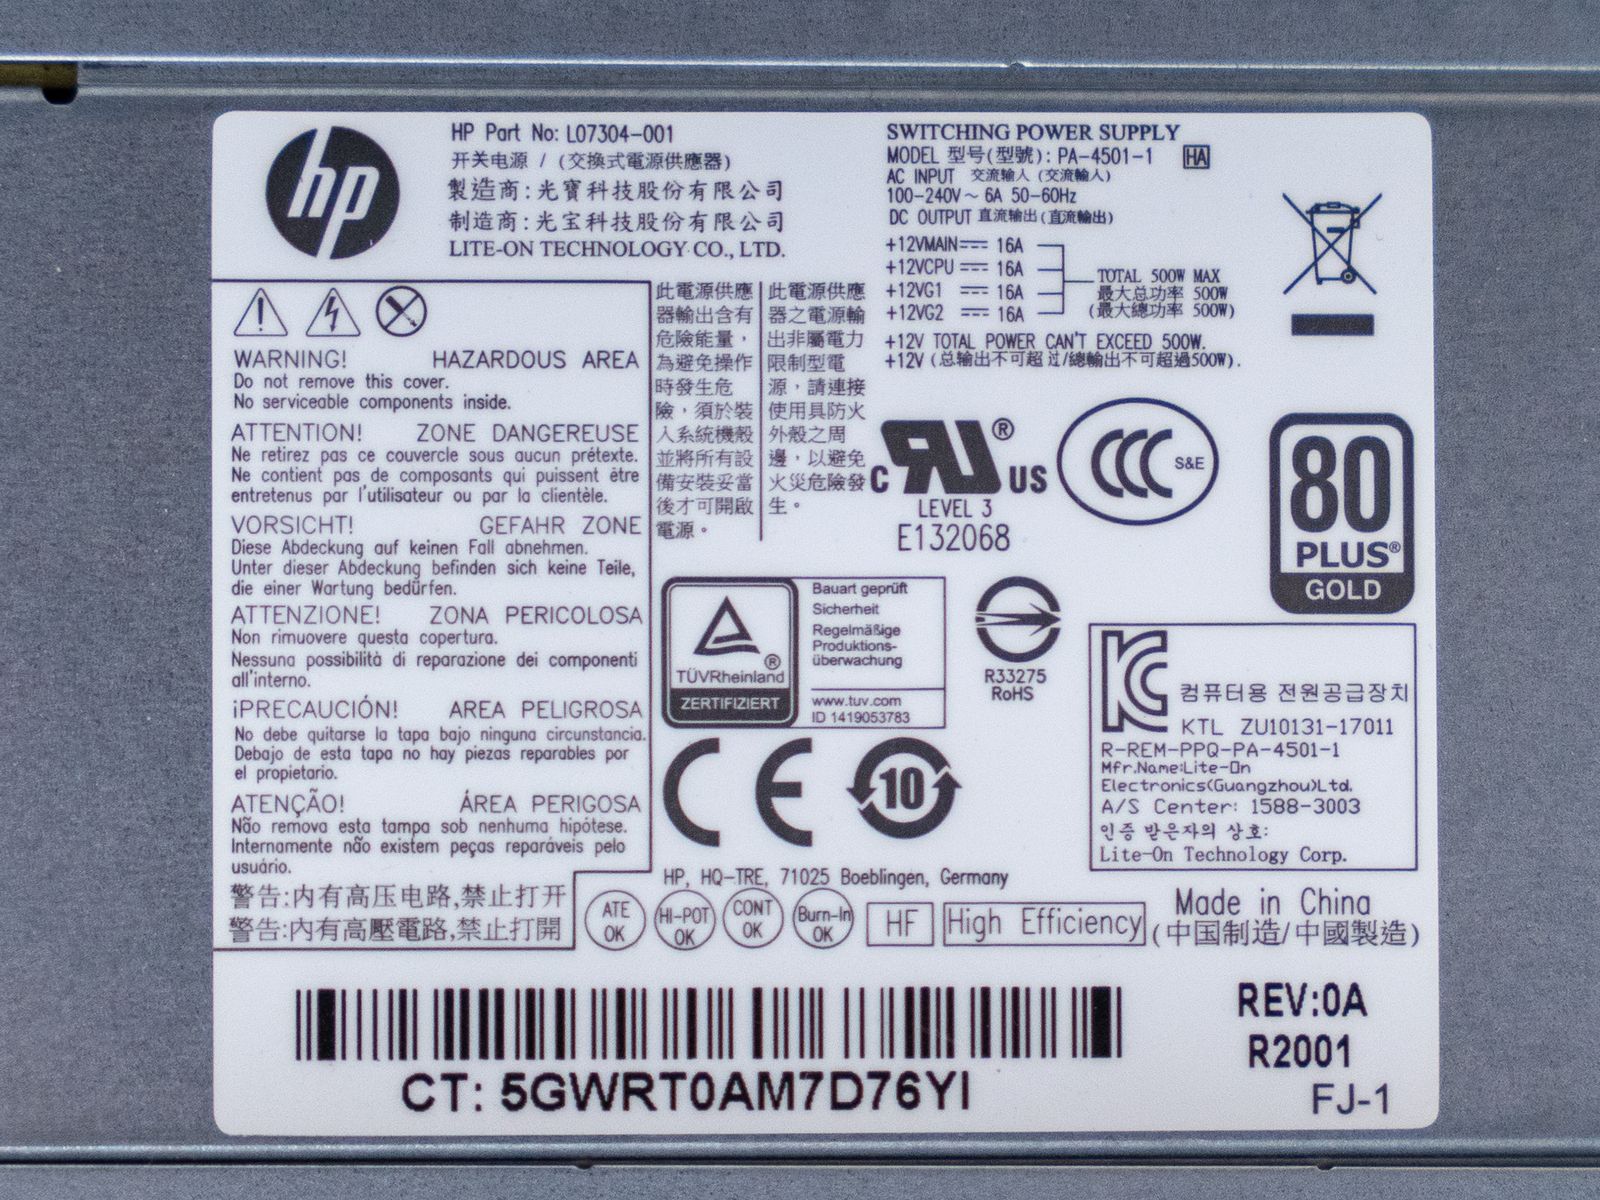 hp
HP Part No: L07304-001
开关电源 / (交換式電源供應器)
製造商:光寶科技股份有限公司
制造商:光宝科技股份有限公司
LITE-ON TECHNOLOGY CO., LTD.
SWITCHING POWER SUPPLY
MODEL 型号(型號): PA-4501-1 HA
AC INPUT 交流输入 (交流輸入)
100-240V~ 6A 50-60Hz
DC OUTPUT 直流输出(直流輸出)
+12VMAIN⎓ 16A
+12VCPU⎓ 16A
+12VG1 ⎓ 16A
+12VG2 ⎓ 16A
TOTAL 500W MAX
最大总功率 500W
(最大總功率 500W)
+12V TOTAL POWER CAN'T EXCEED 500W.
+12V (总输出不可超过/總輸出不可超過500W).
WARNING! HAZARDOUS AREA
Do not remove this cover.
No serviceable components inside.
ATTENTION! ZONE DANGEREUSE
Ne retirez pas ce couvercle sous aucun prétexte.
Ne contient pas de composants qui puissent être
entretenus par l'utilisateur ou par la clientèle.
VORSICHT! GEFAHR ZONE
Diese Abdeckung auf keinen Fall abnehmen.
Unter dieser Abdeckung befinden sich keine Teile,
die einer Wartung bedürfen.
ATTENZIONE! ZONA PERICOLOSA
Non rimuovere questa copertura.
Nessuna possibilità di reparazione dei componenti
all'interno.
¡PRECAUCIÓN! AREA PELIGROSA
No debe quitarse la tapa bajo ninguna circunstancia.
Debajo de esta tapa no hay piezas reparables por
el propietario.
ATENÇÃO! ÁREA PERIGOSA
Não remova esta tampa sob nenhuma hipótese.
Internamente não existem peças reparáveis pelo
usuário.
警告:内有高压电路,禁止打开
警告:內有高壓電路,禁止打開
此電源供應
器輸出含有
危險能量，
為避免操作
時發生危
險，須於裝
入系統機殼
並將所有設
備安裝妥當
後才可開啟
電源。
此電源供應
器之電源輸
出非屬電力
限制型電
源，請連接
使用具防火
外殼之周
邊，以避免
火災危險發
生。
C RU ® US
LEVEL 3
E132068
CCC S&E
80
PLUS®
GOLD
TÜVRheinland®
ZERTIFIZIERT
Bauart geprüft
Sicherheit
Regelmäßige
Produktions-
überwachung
www.tuv.com
ID 1419053783
R33275
RoHS
CE
10
KC 컴퓨터용 전원공급장치
KTL ZU10131-17011
R-REM-PPQ-PA-4501-1
Mfr.Name:Lite-On
Electronics(Guangzhou)Ltd.
A/S Center: 1588-3003
인증 받은자의 상호:
Lite-On Technology Corp.
HP, HQ-TRE, 71025 Boeblingen, Germany
ATE OK
HI-POT OK
CONT OK
Burn-In OK
HF
High Efficiency
Made in China
(中国制造/中國製造)
CT: 5GWRT0AM7D76YI
REV:0A
R2001
FJ-1